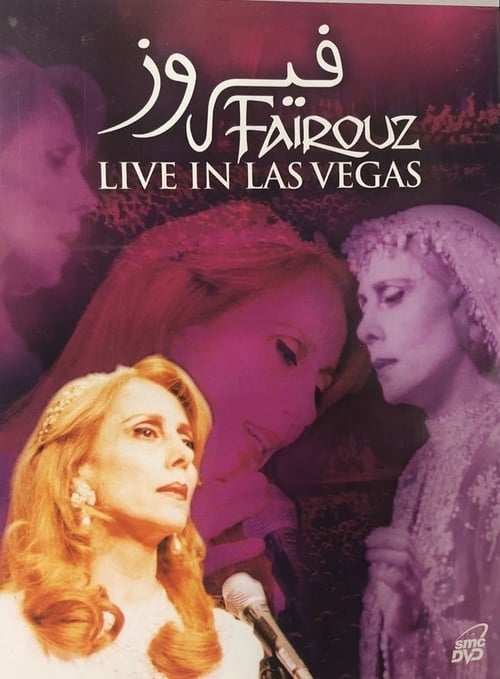 فيروز
FAIROUZ
LIVE IN LAS VEGAS
smc
DVD